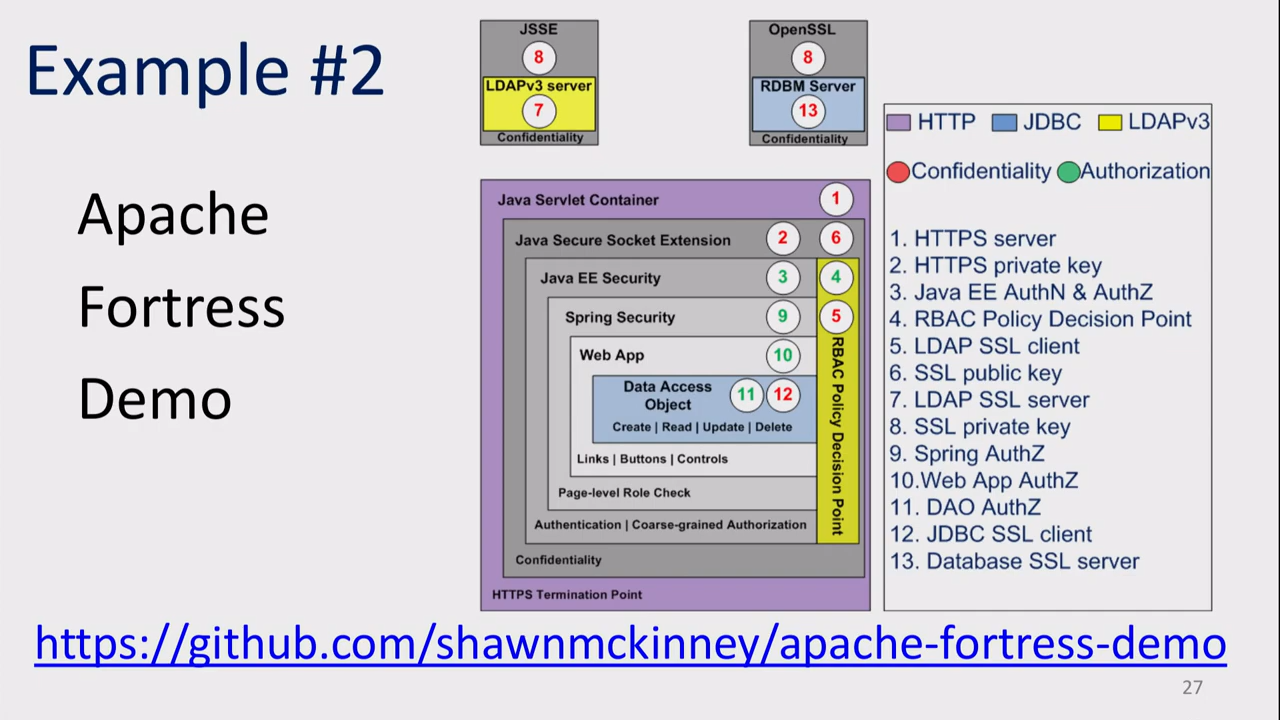 Example #2
Apache
Fortress
Demo
JSSE
8
LDAPv3 server
7
Confidentiality
OpenSSL
8
RDBM Server
13
Confidentiality
Java Servlet Container 1
Java Secure Socket Extension 2 6
Java EE Security 3 4
Spring Security 9 5
Web App 10
Data Access
Object
11 12
Create | Read | Update | Delete
Links | Buttons | Controls
Page-level Role Check
Authentication | Coarse-grained Authorization
Confidentiality
HTTPS Termination Point
RBAC Policy Decision Point
HTTP JDBC LDAPv3
Confidentiality Authorization
1. HTTPS server
2. HTTPS private key
3. Java EE AuthN & AuthZ
4. RBAC Policy Decision Point
5. LDAP SSL client
6. SSL public key
7. LDAP SSL server
8. SSL private key
9. Spring AuthZ
10.Web App AuthZ
11. DAO AuthZ
12. JDBC SSL client
13. Database SSL server
https://github.com/shawnmckinney/apache-fortress-demo
27